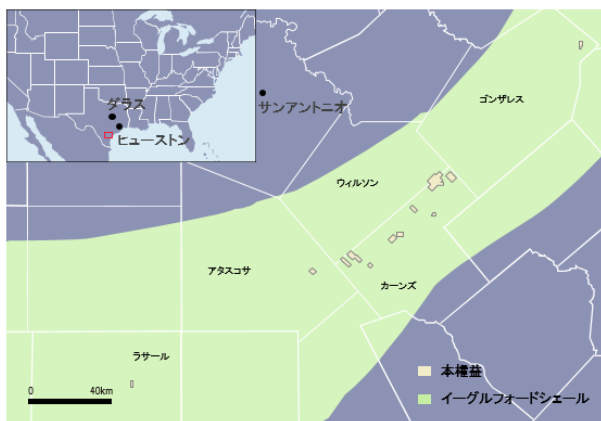 ダラス
ヒューストン
サンアントニオ
ゴンザレス
ウィルソン
アタスコサ
カーンズ
ラサール
0 40km
本権益
イーグルフォードシェール